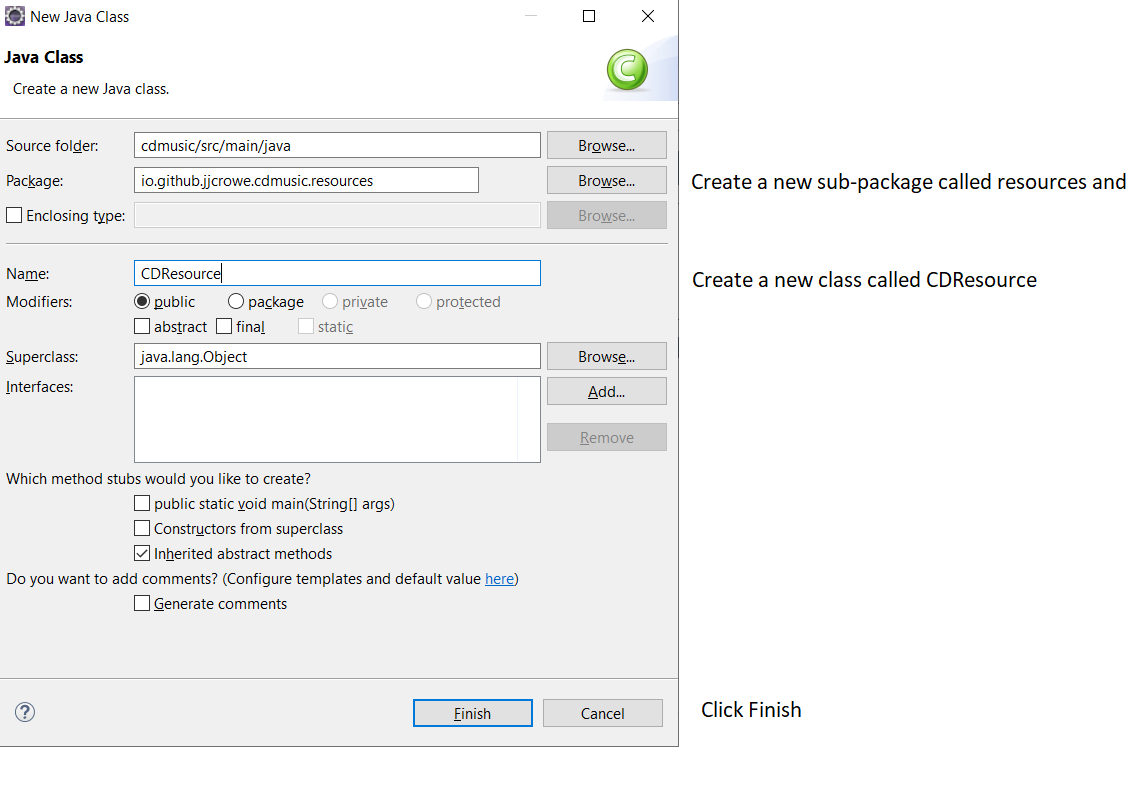 New Java Class
Java Class
Create a new Java class.
Source folder: cdmusic/src/main/java Browse...
Package: io.github.jjcrowe.cdmusic.resources Browse... Create a new sub-package called resources and
Enclosing type: Browse...
Name: CDResource Create a new class called CDResource
Modifiers: public package private protected
abstract final static
Superclass: java.lang.Object Browse...
Interfaces: Add...
Remove
Which method stubs would you like to create?
public static void main(String[] args)
Constructors from superclass
Inherited abstract methods
Do you want to add comments? (Configure templates and default value here)
Generate comments
? Finish Cancel Click Finish